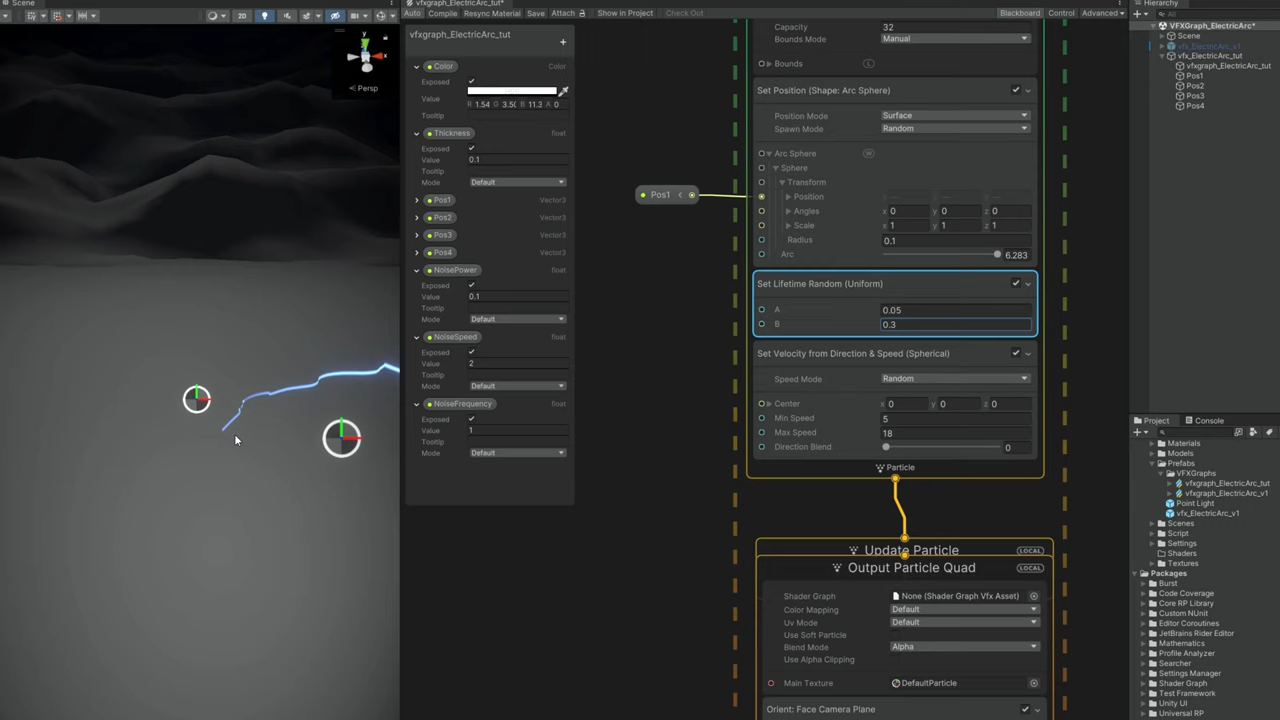 Scene
2D
y
x
Persp
vfxgraph_ElectricArc_tut*
Auto Compile Resync Material Save Attach Show in Project Check Out Blackboard Control Advanced
vfxgraph_ElectricArc_tut
Color Color
Exposed
Value
R 1.54 G 3.50 B 11.3 A 0
Tooltip
Thickness float
Exposed
Value 0.1
Tooltip
Mode Default
Pos1 Vector3
Pos2 Vector3
Pos3 Vector3
Pos4 Vector3
NoisePower float
Exposed
Value 0.1
Tooltip
Mode Default
NoiseSpeed float
Exposed
Value 2
Tooltip
Mode Default
NoiseFrequency float
Exposed
Value 1
Tooltip
Mode Default
Pos1
Capacity 32
Bounds Mode Manual
Bounds L
Set Position (Shape: Arc Sphere)
Position Mode Surface
Spawn Mode Random
Arc Sphere W
Sphere
Transform
Position
Angles x 0 y 0 z 0
Scale x 1 y 1 z 1
Radius 0.1
Arc 6.283
Set Lifetime Random (Uniform)
A 0.05
B 0.3
Set Velocity from Direction & Speed (Spherical)
Speed Mode Random
Center x 0 y 0 z 0
Min Speed 5
Max Speed 18
Direction Blend 0
Particle
Update Particle LOCAL
Output Particle Quad LOCAL
Shader Graph None (Shader Graph Vfx Asset)
Color Mapping Default
Uv Mode Default
Use Soft Particle
Blend Mode Alpha
Use Alpha Clipping
Main Texture DefaultParticle
Orient: Face Camera Plane
Hierarchy
All
VFXGraph_ElectricArc*
Scene
vfx_ElectricArc_v1
vfx_ElectricArc_tut
vfxgraph_ElectricArc_tut
Pos1
Pos2
Pos3
Pos4
Project Console
Materials
Models
Prefabs
VFXGraphs
vfxgraph_ElectricArc_tut
vfxgraph_ElectricArc_v1
Point Light
vfx_ElectricArc_v1
Scenes
Script
Settings
Shaders
Textures
Packages
Burst
Code Coverage
Core RP Library
Custom NUnit
Editor Coroutines
JetBrains Rider Editor
Mathematics
Profile Analyzer
Searcher
Settings Manager
Shader Graph
Test Framework
Unity UI
Universal RP